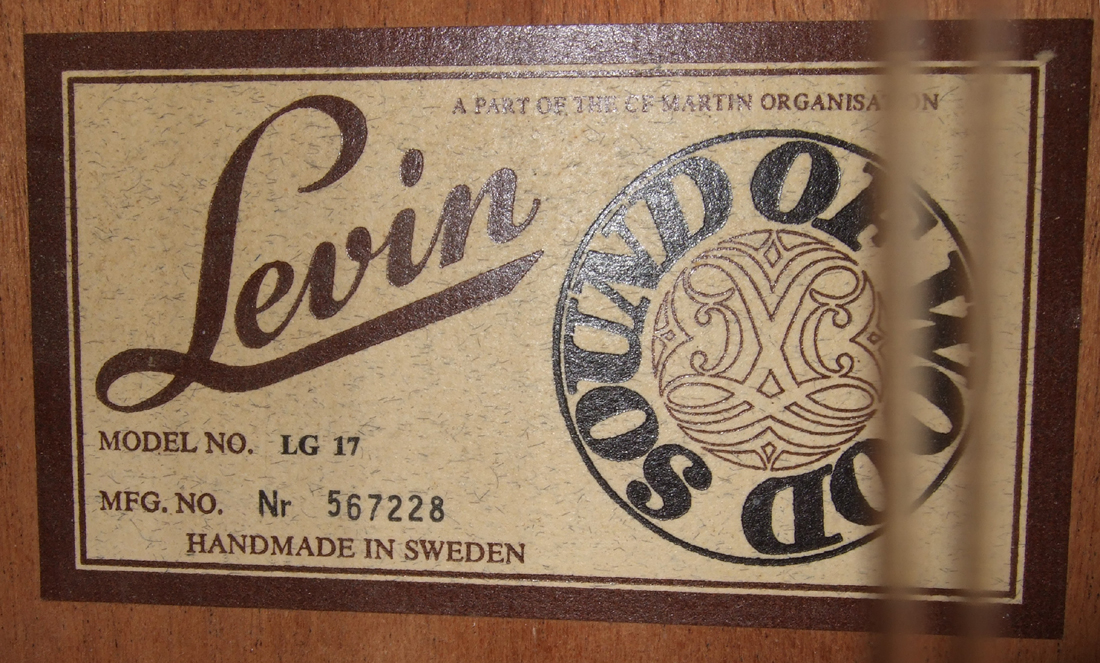 Levin
A PART OF THE CF MARTIN ORGANISATION
SOUND OF WOOD
MODEL NO. LG 17
MFG. NO. Nr 567228
HANDMADE IN SWEDEN